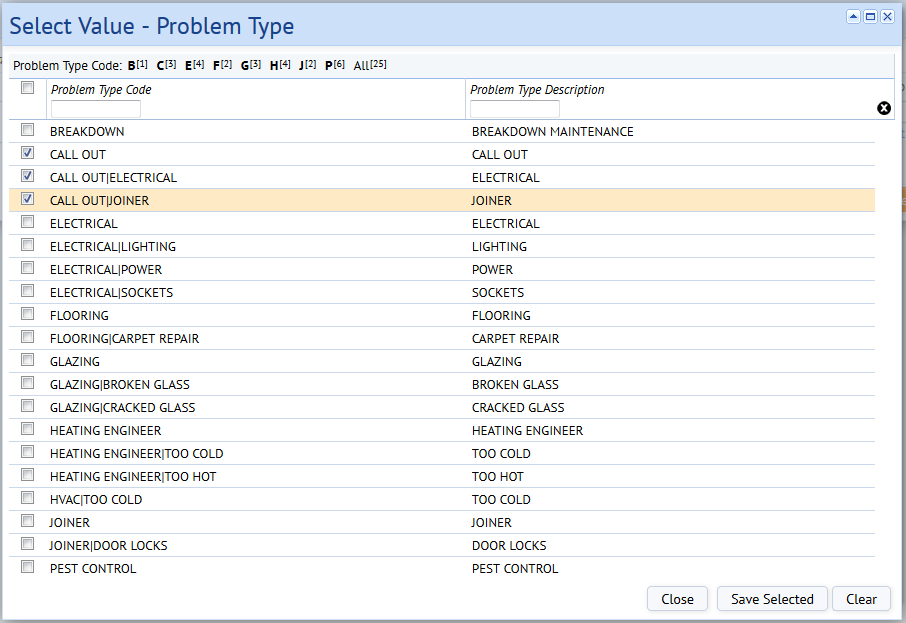 Select Value - Problem Type
Problem Type Code: B[1] C[3] E[4] F[2] G[3] H[4] J[2] P[6] All[25]
Problem Type Code Problem Type Description
BREAKDOWN BREAKDOWN MAINTENANCE
CALL OUT CALL OUT
CALL OUT|ELECTRICAL ELECTRICAL
CALL OUT|JOINER JOINER
ELECTRICAL ELECTRICAL
ELECTRICAL|LIGHTING LIGHTING
ELECTRICAL|POWER POWER
ELECTRICAL|SOCKETS SOCKETS
FLOORING FLOORING
FLOORING|CARPET REPAIR CARPET REPAIR
GLAZING GLAZING
GLAZING|BROKEN GLASS BROKEN GLASS
GLAZING|CRACKED GLASS CRACKED GLASS
HEATING ENGINEER HEATING ENGINEER
HEATING ENGINEER|TOO COLD TOO COLD
HEATING ENGINEER|TOO HOT TOO HOT
HVAC|TOO COLD TOO COLD
JOINER JOINER
JOINER|DOOR LOCKS DOOR LOCKS
PEST CONTROL PEST CONTROL
Close Save Selected Clear